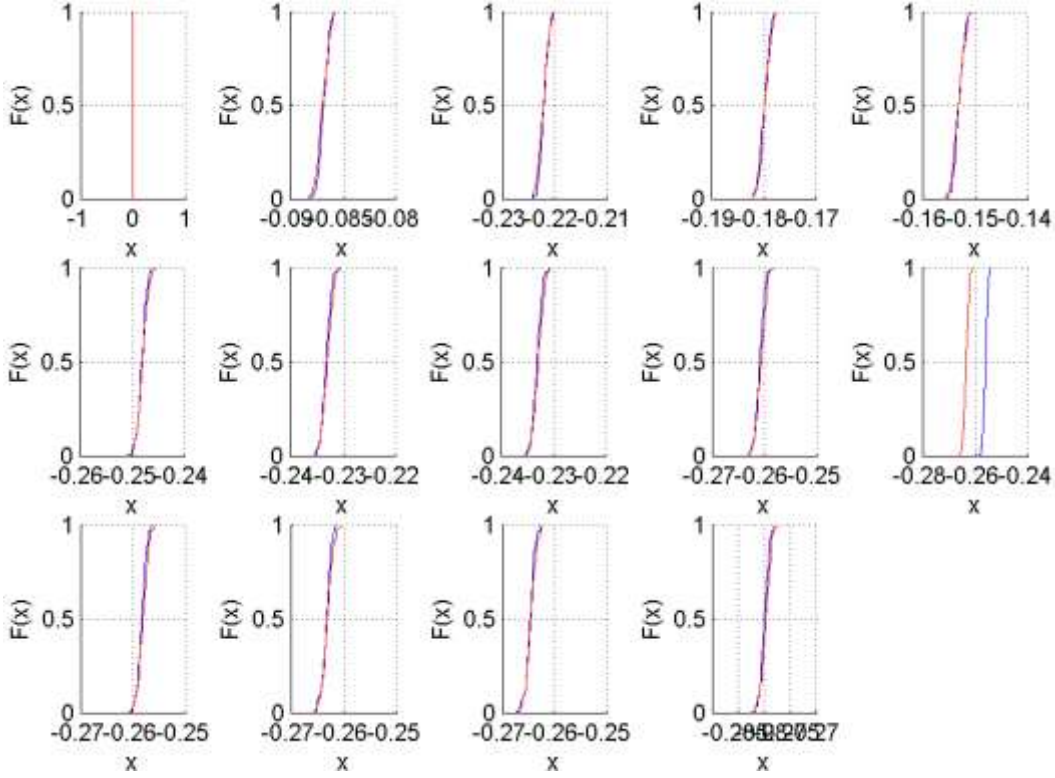 1 1 1 1 1
F(x) 0.5 F(x) 0.5 F(x) 0.5 F(x) 0.5 F(x) 0.5
0 0 0 0 0
-1 0 1 -0.09 -0.085 -0.08 -0.23 -0.22 -0.21 -0.19 -0.18 -0.17 -0.16 -0.15 -0.14
x x x x x
1 1 1 1 1
F(x) 0.5 F(x) 0.5 F(x) 0.5 F(x) 0.5 F(x) 0.5
0 0 0 0 0
-0.26 -0.25 -0.24 -0.24 -0.23 -0.22 -0.24 -0.23 -0.22 -0.27 -0.26 -0.25 -0.28 -0.26 -0.24
x x x x x
1 1 1 1
F(x) 0.5 F(x) 0.5 F(x) 0.5 F(x) 0.5
0 0 0 0
-0.27 -0.26 -0.25 -0.27 -0.26 -0.25 -0.27 -0.26 -0.25
x x x x